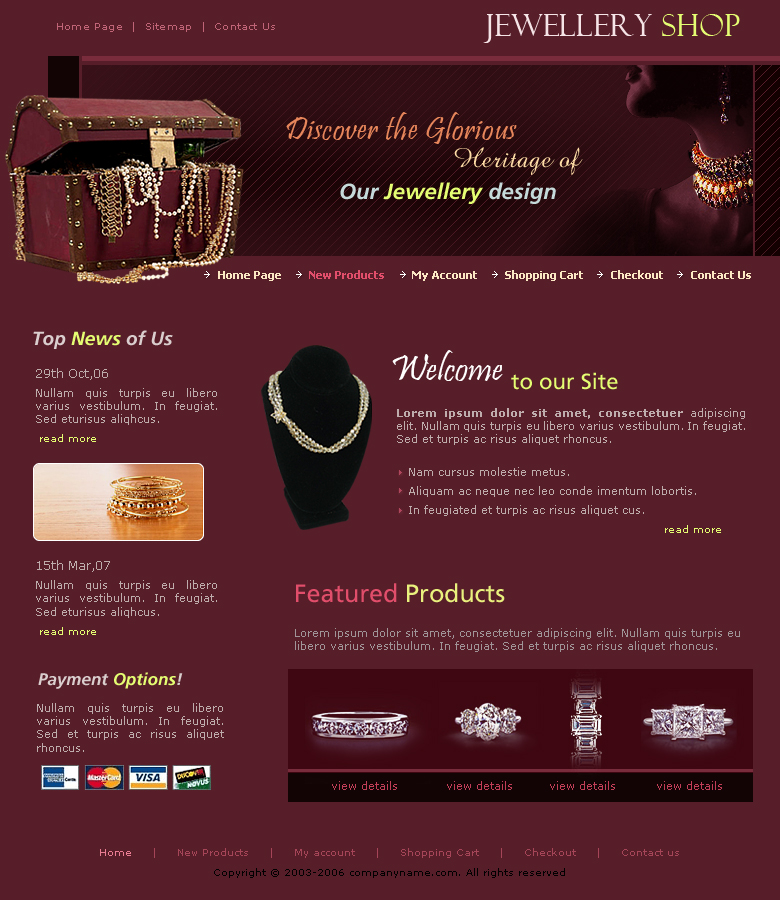 Home Page | Sitemap | Contact Us
JEWELLERY SHOP
Discover the Glorious
Heritage of
Our Jewellery design
Home Page New Products My Account Shopping Cart Checkout Contact Us
Top News of Us
29th Oct,06
Nullam quis turpis eu libero
varius vestibulum. In feugiat.
Sed eturisus aliqhcus.
read more
15th Mar,07
Nullam quis turpis eu libero
varius vestibulum. In feugiat.
Sed eturisus aliqhcus.
read more
Payment Options!
Nullam quis turpis eu libero
varius vestibulum. In feugiat.
Sed et turpis ac risus aliquet
rhoncus.
MasterCard VISA DISCOVER NOVUS
Welcome to our Site
Lorem ipsum dolor sit amet, consectetuer adipiscing
elit. Nullam quis turpis eu libero varius vestibulum. In feugiat.
Sed et turpis ac risus aliquet rhoncus.
Nam cursus molestie metus.
Aliquam ac neque nec leo conde imentum lobortis.
In feugiated et turpis ac risus aliquet cus.
read more
Featured Products
Lorem ipsum dolor sit amet, consectetuer adipiscing elit. Nullam quis turpis eu
libero varius vestibulum. In feugiat. Sed et turpis ac risus aliquet rhoncus.
view details view details view details view details
Home | New Products | My account | Shopping Cart | Checkout | Contact us
Copyright @ 2003-2006 companyname.com. All rights reserved